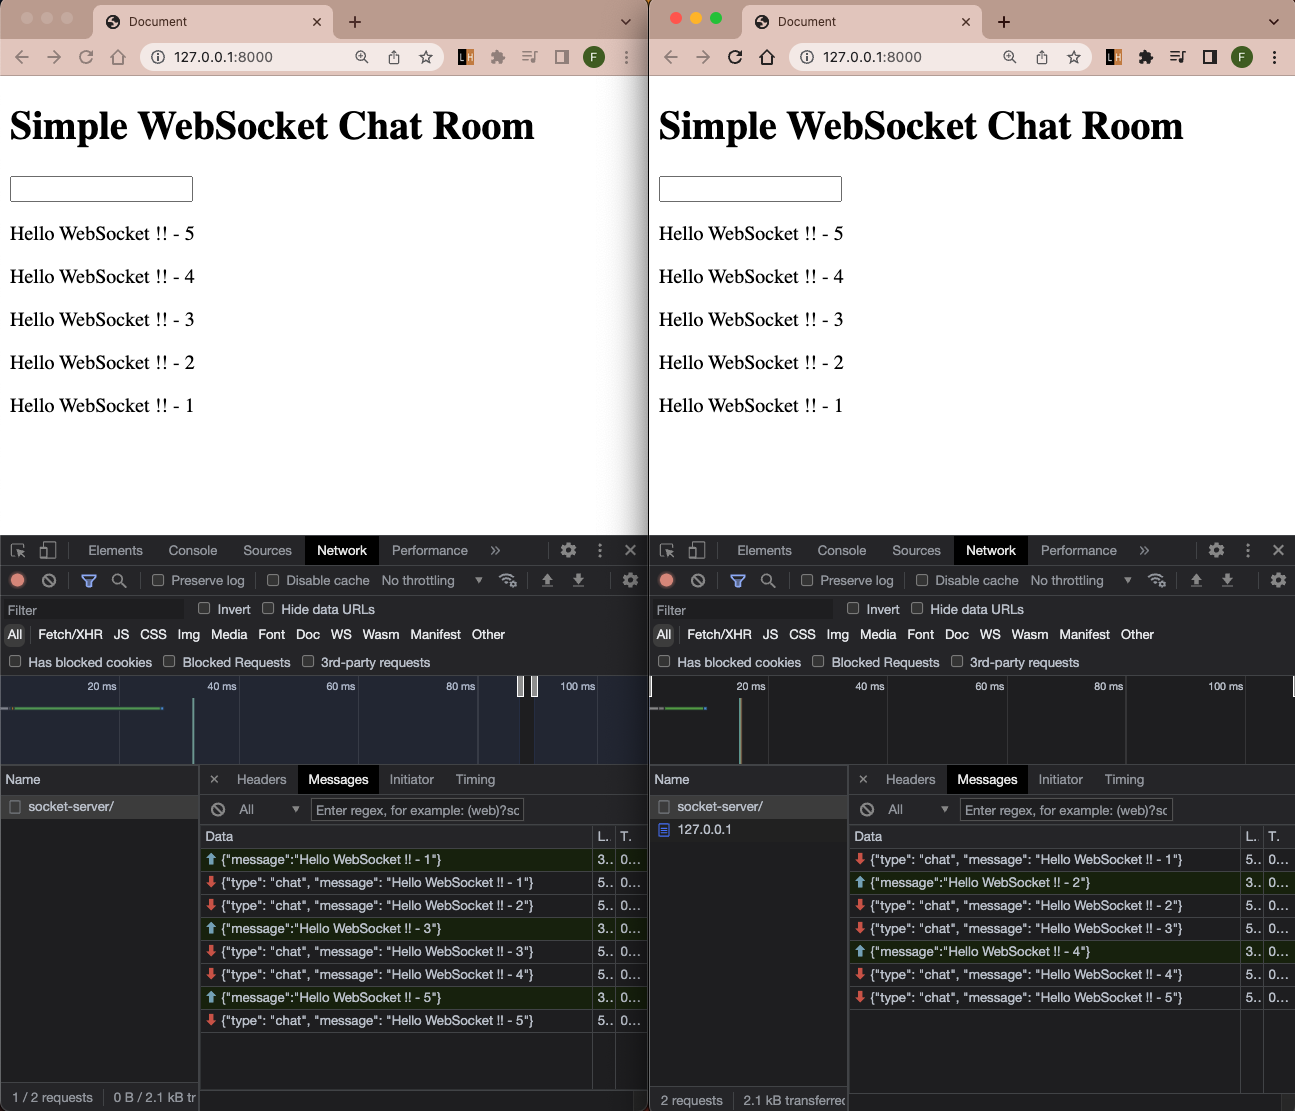 Document
127.0.0.1:8000
F
Simple WebSocket Chat Room
Hello WebSocket !! - 5
Hello WebSocket !! - 4
Hello WebSocket !! - 3
Hello WebSocket !! - 2
Hello WebSocket !! - 1
Elements Console Sources Network Performance »
Preserve log Disable cache No throttling
Filter Invert Hide data URLs
All Fetch/XHR JS CSS Img Media Font Doc WS Wasm Manifest Other
Has blocked cookies Blocked Requests 3rd-party requests
20 ms 40 ms 60 ms 80 ms 100 ms
Name Headers Messages Initiator Timing
socket-server/ All Enter regex, for example: (web)?sc
Data L. T.
{"message":"Hello WebSocket !! - 1"} 3.. 0...
{"type": "chat", "message": "Hello WebSocket !! - 1"} 5.. 0...
{"type": "chat", "message": "Hello WebSocket !! - 2"} 5.. 0...
{"message":"Hello WebSocket !! - 3"} 3.. 0...
{"type": "chat", "message": "Hello WebSocket !! - 3"} 5.. 0...
{"type": "chat", "message": "Hello WebSocket !! - 4"} 5.. 0...
{"message":"Hello WebSocket !! - 5"} 3.. 0...
{"type": "chat", "message": "Hello WebSocket !! - 5"} 5.. 0...
1 / 2 requests 0 B / 2.1 kB tr
Document
127.0.0.1:8000
F
Simple WebSocket Chat Room
Hello WebSocket !! - 5
Hello WebSocket !! - 4
Hello WebSocket !! - 3
Hello WebSocket !! - 2
Hello WebSocket !! - 1
Elements Console Sources Network Performance »
Preserve log Disable cache No throttling
Filter Invert Hide data URLs
All Fetch/XHR JS CSS Img Media Font Doc WS Wasm Manifest Other
Has blocked cookies Blocked Requests 3rd-party requests
20 ms 40 ms 60 ms 80 ms 100 ms
Name Headers Messages Initiator Timing
socket-server/ All Enter regex, for example: (web)?sc
127.0.0.1 Data L. T.
{"type": "chat", "message": "Hello WebSocket !! - 1"} 5.. 0...
{"message":"Hello WebSocket !! - 2"} 3.. 0...
{"type": "chat", "message": "Hello WebSocket !! - 2"} 5.. 0...
{"type": "chat", "message": "Hello WebSocket !! - 3"} 5.. 0...
{"message":"Hello WebSocket !! - 4"} 3.. 0...
{"type": "chat", "message": "Hello WebSocket !! - 4"} 5.. 0...
{"type": "chat", "message": "Hello WebSocket !! - 5"} 5.. 0...
2 requests 2.1 kB transferred